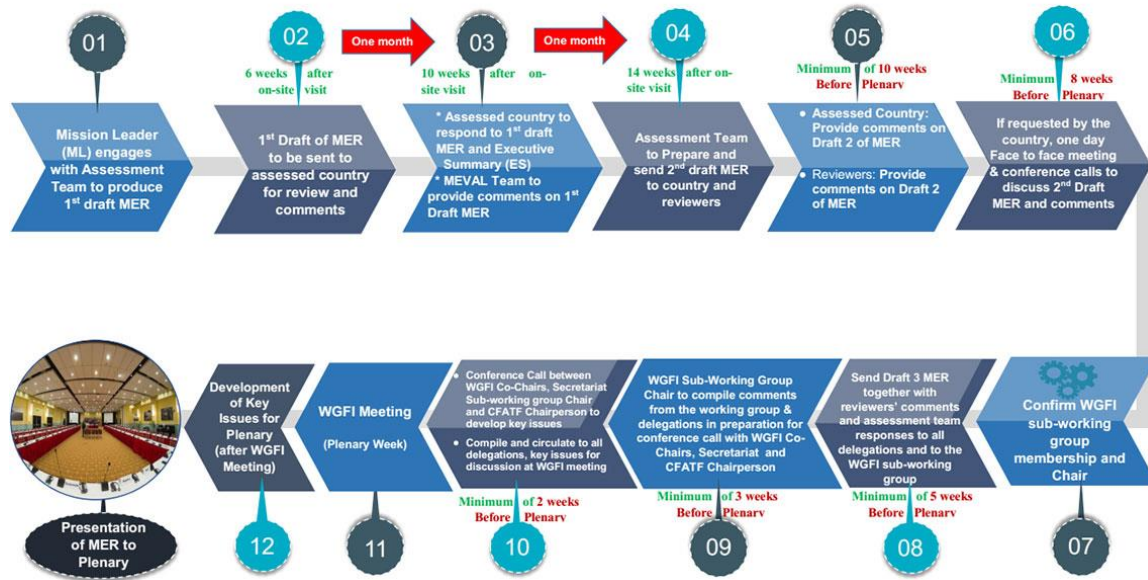 01
Mission Leader
(ML) engages
with Assessment
Team to produce
1st draft MER
02
6 weeks after
on-site visit
1st Draft of MER
to be sent to
assessed country
for review and
comments
One month
03
10 weeks after on-
site visit
* Assessed country to
respond to 1st draft
MER and Executive
Summary (ES)
* MEVAL Team to
provide comments on 1st
Draft MER
One month
04
14 weeks after on-
site visit
Assessment Team
to Prepare and
send 2nd draft MER
to country and
reviewers
05
Minimum of 10 weeks
Before Plenary
• Assessed Country:
Provide comments on
Draft 2 of MER
• Reviewers: Provide
comments on Draft 2
of MER
06
Minimum 8 weeks
Before Plenary
If requested by the
country, one day
Face to face meeting
& conference calls to
discuss 2nd Draft
MER and comments
Confirm WGFI
sub-working
group
membership and
Chair
07
Send Draft 3 MER
together with
reviewers' comments
and assessment team
responses to all
delegations and to the
WGFI sub-working
group
Minimum of 5 weeks
Before Plenary
08
WGFI Sub-Working Group
Chair to compile comments
from the working group &
delegations in preparation for
conference call with WGFI Co-
Chairs, Secretariat and
CFATF Chairperson
Minimum of 3 weeks
Before Plenary
09
• Conference Call between
WGFI Co-Chairs, Secretariat
Sub-working group Chair
and CFATF Chairperson to
develop key issues
• Compile and circulate to all
delegations, key issues for
discussion at WGFI meeting
Minimum of 2 weeks
Before Plenary
10
WGFI Meeting
(Plenary Week)
11
Development
of Key
Issues for
Plenary
(after WGFI
Meeting)
12
Presentation
of MER to
Plenary